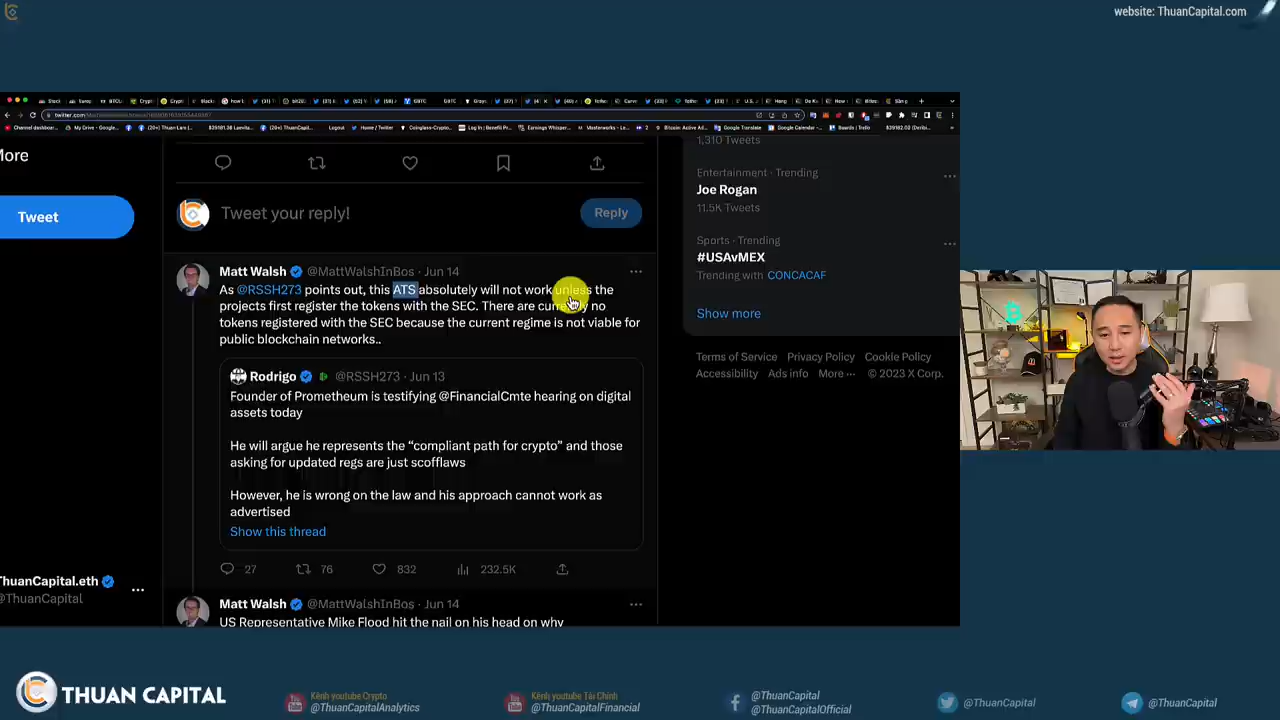 website: ThuanCapital.com
More
Tweet
ThuanCapital.eth
@ThuanCapital
Tweet your reply!
Reply
Matt Walsh @MattWalshInBos · Jun 14
As @RSSH273 points out, this ATS absolutely will not work unless the
projects first register the tokens with the SEC. There are currently no
tokens registered with the SEC because the current regime is not viable for
public blockchain networks..
Rodrigo @RSSH273 · Jun 13
Founder of Prometheum is testifying @FinancialCmte hearing on digital
assets today
He will argue he represents the “compliant path for crypto” and those
asking for updated regs are just scofflaws
However, he is wrong on the law and his approach cannot work as
advertised
Show this thread
27 76 832 232.5K
Matt Walsh @MattWalshInBos · Jun 14
US Representative Mike Flood hit the nail on his head on why
1,310 Tweets
Entertainment · Trending
Joe Rogan
11.5K Tweets
Sports · Trending
#USAvMEX
Trending with CONCACAF
Show more
Terms of Service Privacy Policy Cookie Policy
Accessibility Ads info More ··· © 2023 X Corp.
THUAN CAPITAL
Kênh youtube Crypto
@ThuanCapitalAnalytics
Kênh youtube Tài Chính
@ThuanCapitalFinancial
@ThuanCapital
@ThuanCapitalOfficial
@ThuanCapital
@ThuanCapital